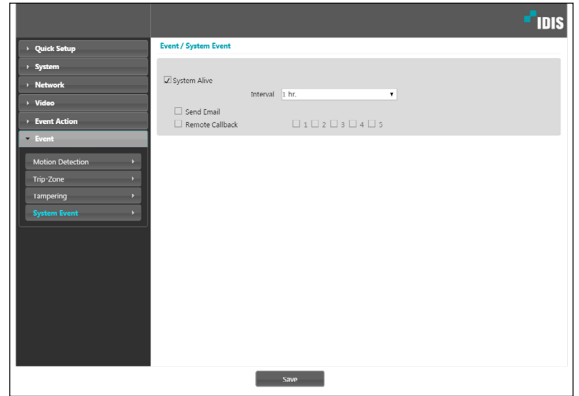 IDIS
Quick Setup
System
Network
Video
Event Action
Event
Motion Detection
Trip-Zone
Tampering
System Event
Event / System Event
System Alive
Interval 1 hr.
Send Email
Remote Callback 1 2 3 4 5
Save